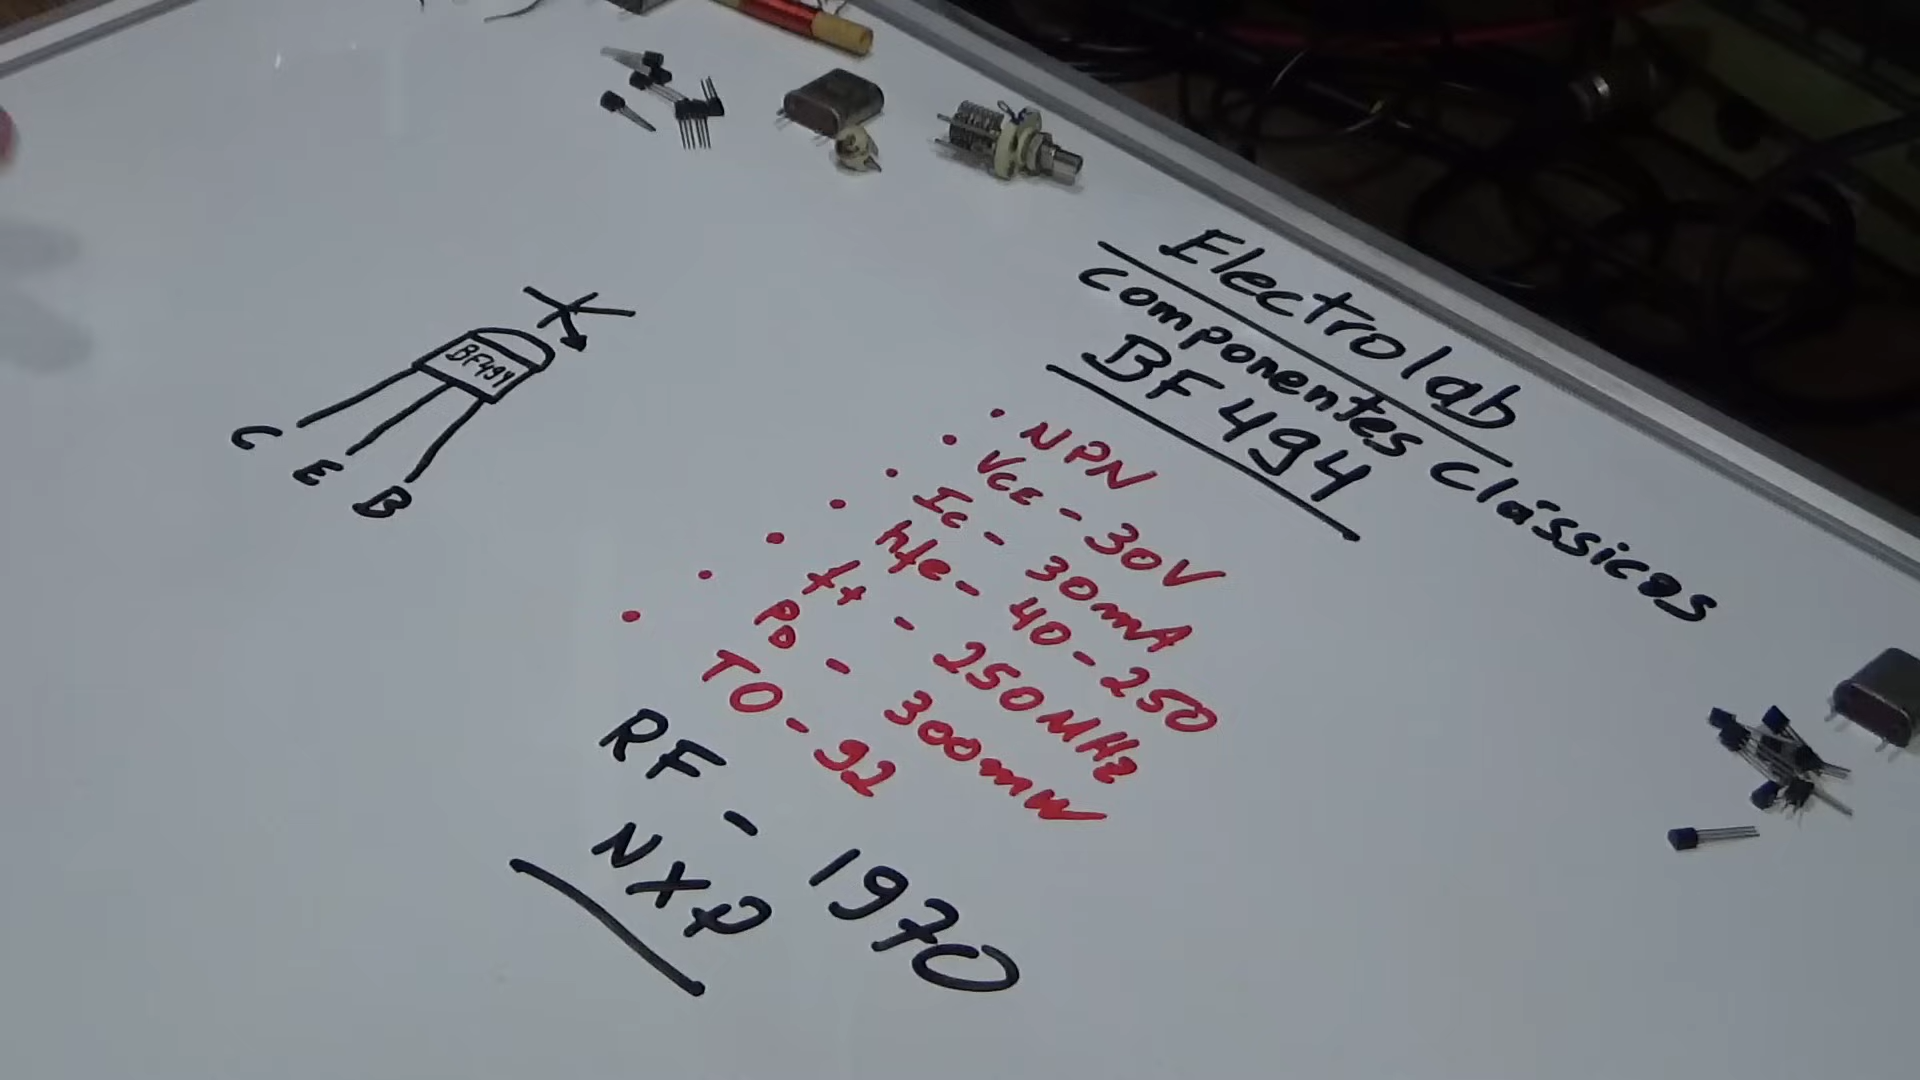 Electrolab
componentes clássicos
BF494
• NPN
• VCE - 30V
• Ic - 30mA
• hfe - 40 - 250
• ft - 250MHz
• PD - 300mW
• TO - 92
RF - 1970
NXP
BF494
C E B